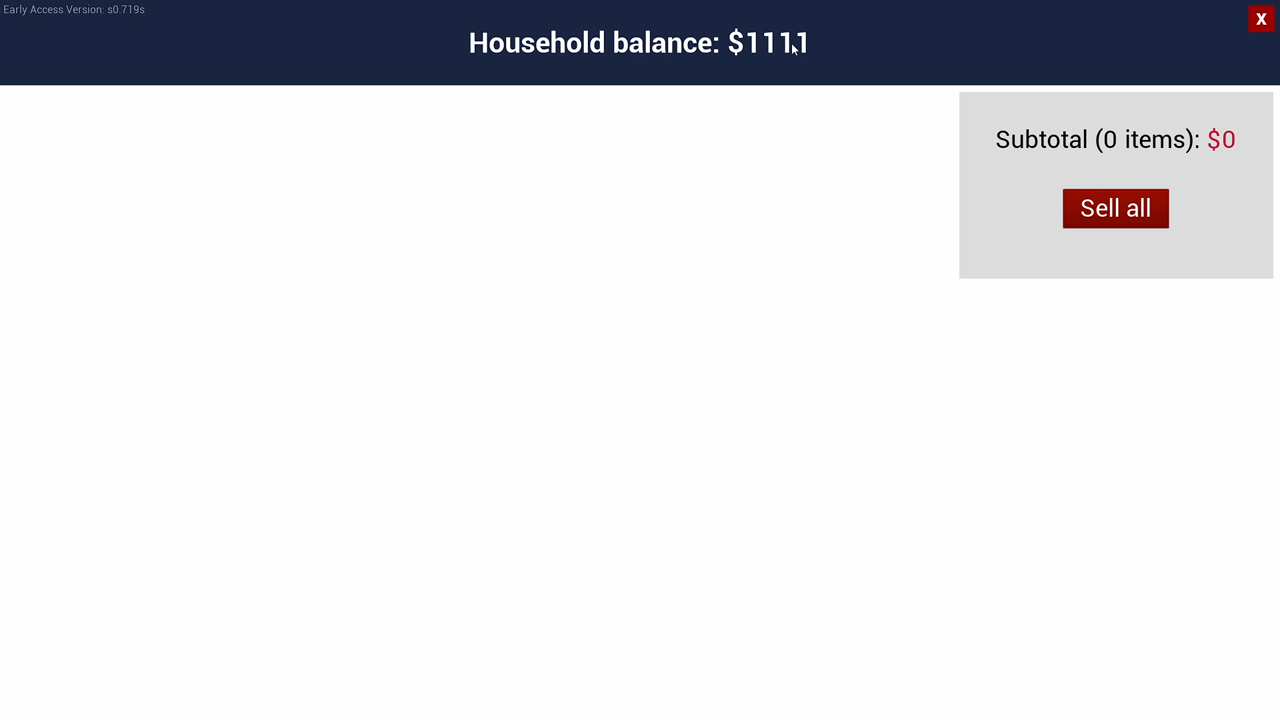 Early Access Version: s0.719s
X
Household balance: $1111
Subtotal (0 items): $0
Sell all